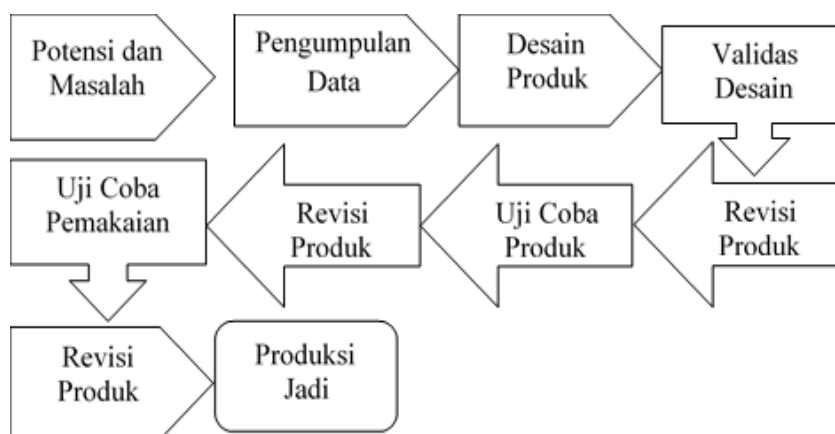 Potensi dan
Masalah
Pengumpulan
Data
Desain
Produk
Validas
Desain
Revisi
Produk
Uji Coba
Produk
Revisi
Produk
Uji Coba
Pemakaian
Revisi
Produk
Produksi
Jadi